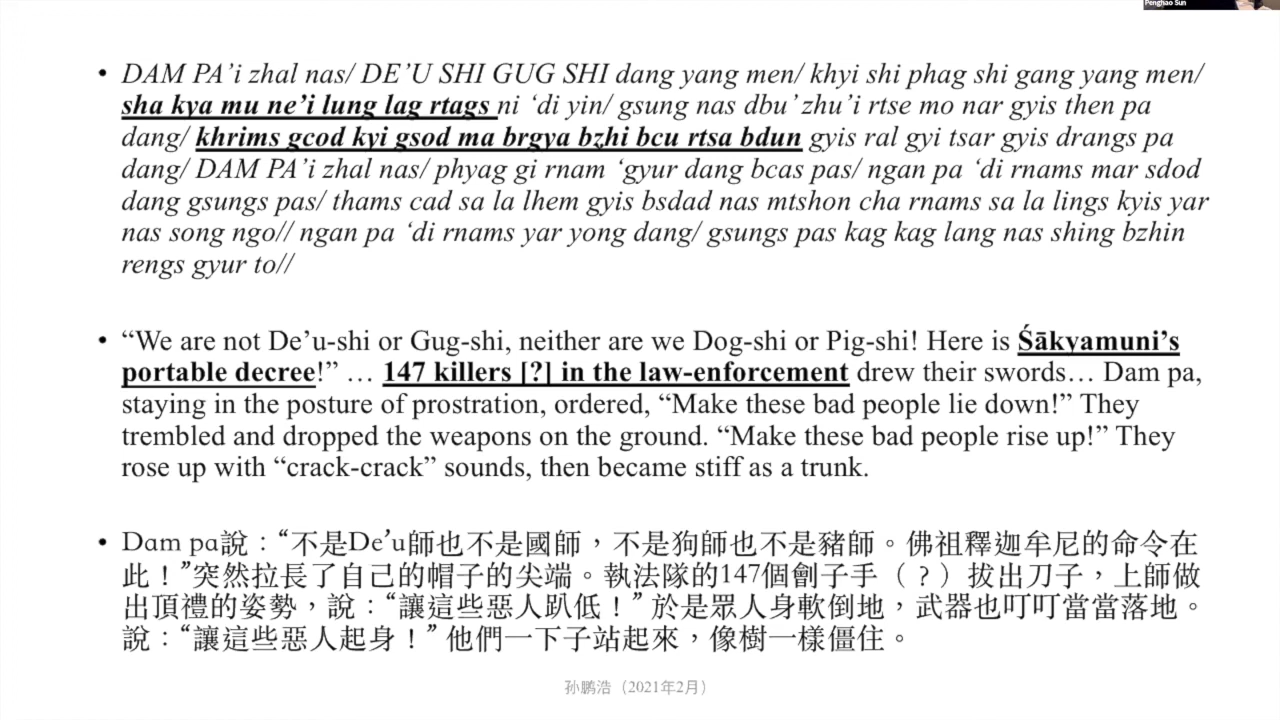 Penghao Sun
• DAM PA’i zhal nas/ DE’U SHI GUG SHI dang yang men/ khyi shi phag shi gang yang men/
sha kya mu ne’i lung lag rtags ni ‘di yin/ gsung nas dbu’ zhu’i rtse mo nar gyis then pa
dang/ khrims gcod kyi gsod ma brgya bzhi bcu rtsa bdun gyis ral gyi tsar gyis drangs pa
dang/ DAM PA’i zhal nas/ phyag gi rnam ‘gyur dang bcas pas/ ngan pa ‘di rnams mar sdod
dang gsungs pas/ thams cad sa la lhem gyis bsdad nas mtshon cha rnams sa la lings kyis yar
nas song ngo// ngan pa ‘di rnams yar yong dang/ gsungs pas kag kag lang nas shing bzhin
rengs gyur to//
• “We are not De’u-shi or Gug-shi, neither are we Dog-shi or Pig-shi! Here is Śākyamuni’s
portable decree!” … 147 killers [?] in the law-enforcement drew their swords… Dam pa,
staying in the posture of prostration, ordered, “Make these bad people lie down!” They
trembled and dropped the weapons on the ground. “Make these bad people rise up!” They
rose up with “crack-crack” sounds, then became stiff as a trunk.
• Dam pa說：“不是De’u師也不是國師，不是狗師也不是豬師。佛祖釋迦牟尼的命令在
此！”突然拉長了自己的帽子的尖端。執法隊的147個劊子手（？）拔出刀子，上師做
出頂禮的姿勢，說：“讓這些惡人趴低！” 於是眾人身軟倒地，武器也叮叮當當落地。
說：“讓這些惡人起身！” 他們一下子站起來，像樹一樣僵住。
孙鹏浩（2021年2月）